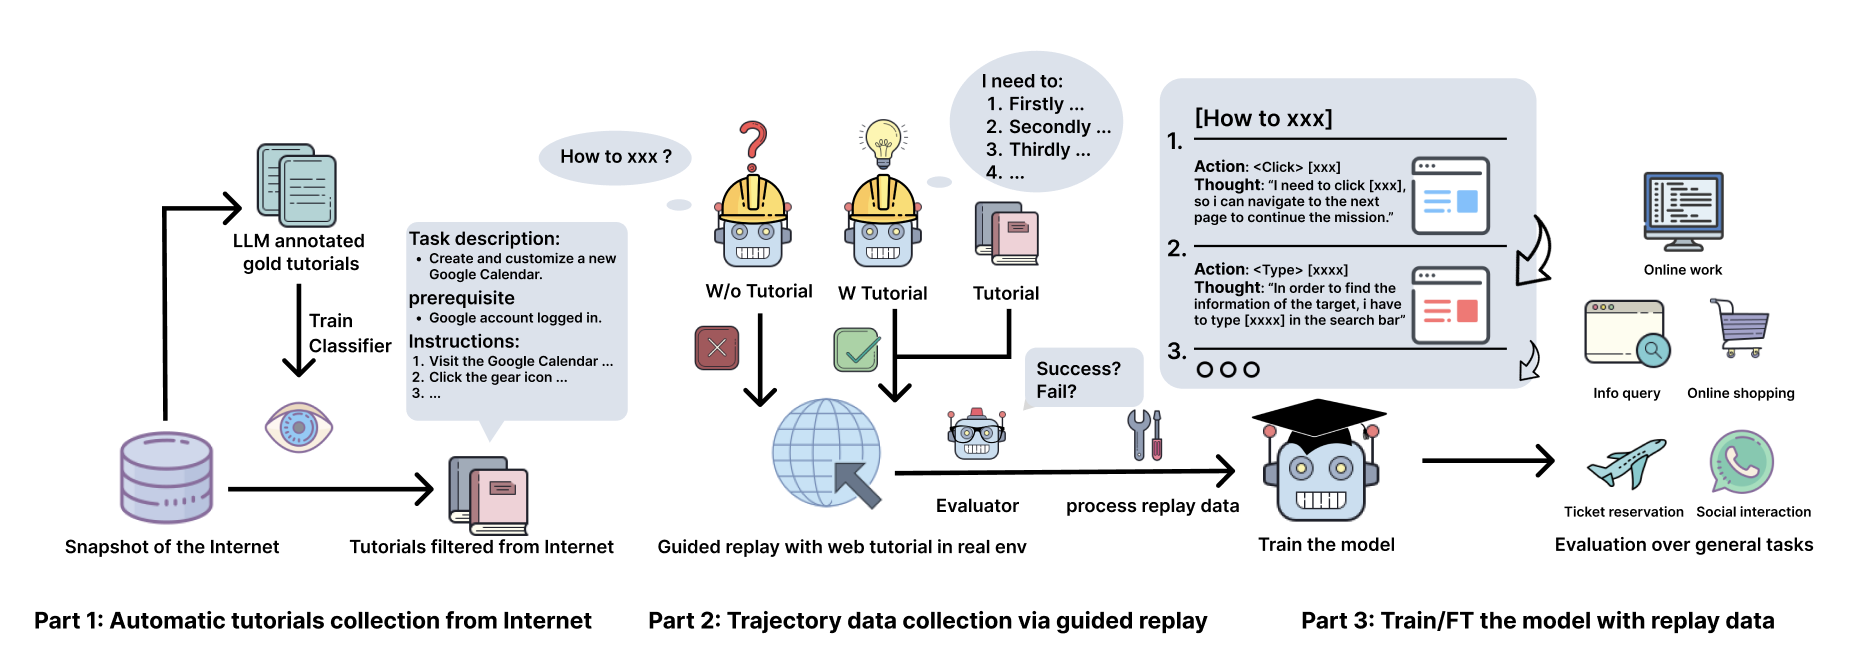 LLM annotated
gold tutorials
Train
Classifier
Task description:
• Create and customize a new
Google Calendar.
prerequisite
• Google account logged in.
Instructions:
1. Visit the Google Calendar ...
2. Click the gear icon ...
3. ...
Snapshot of the Internet
Tutorials filtered from Internet
How to xxx ?
I need to:
1. Firstly ...
2. Secondly ...
3. Thirdly ...
4. ...
W/o Tutorial
W Tutorial
Tutorial
Success?
Fail?
Evaluator
process replay data
Guided replay with web tutorial in real env
[How to xxx]
1.
Action: <Click> [xxx]
Thought: “I need to click [xxx],
so i can navigate to the next
page to continue the mission.”
2.
Action: <Type> [xxxx]
Thought: “In order to find the
information of the target, i have
to type [xxxx] in the search bar”
3.
Train the model
Online work
Info query
Online shopping
Ticket reservation
Social interaction
Evaluation over general tasks
Part 1: Automatic tutorials collection from Internet
Part 2: Trajectory data collection via guided replay
Part 3: Train/FT the model with replay data